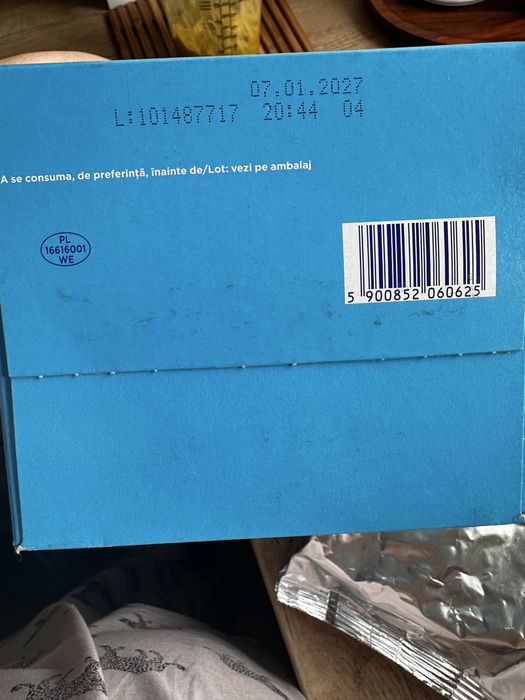 07.01.2027
L:101487717 20:44 04
A se consuma, de preferință, înainte de/Lot: vezi pe ambalaj
PL
16616001
WE
5 900852 060625